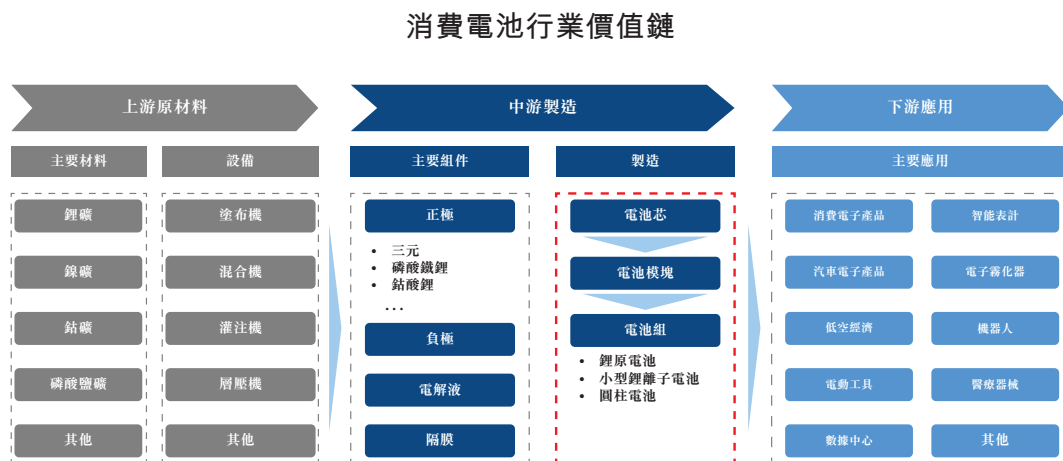 消費電池行業價值鏈
上游原材料
中游製造
下游應用
主要材料
設備
主要組件
製造
主要應用
鋰礦
鎳礦
鈷礦
磷酸鹽礦
其他
塗布機
混合機
灌注機
層壓機
其他
正極
• 三元
• 磷酸鐵鋰
• 鈷酸鋰
...
負極
電解液
隔膜
電池芯
電池模塊
電池組
• 鋰原電池
• 小型鋰離子電池
• 圓柱電池
消費電子產品
智能表計
汽車電子產品
電子霧化器
低空經濟
機器人
電動工具
醫療器械
數據中心
其他